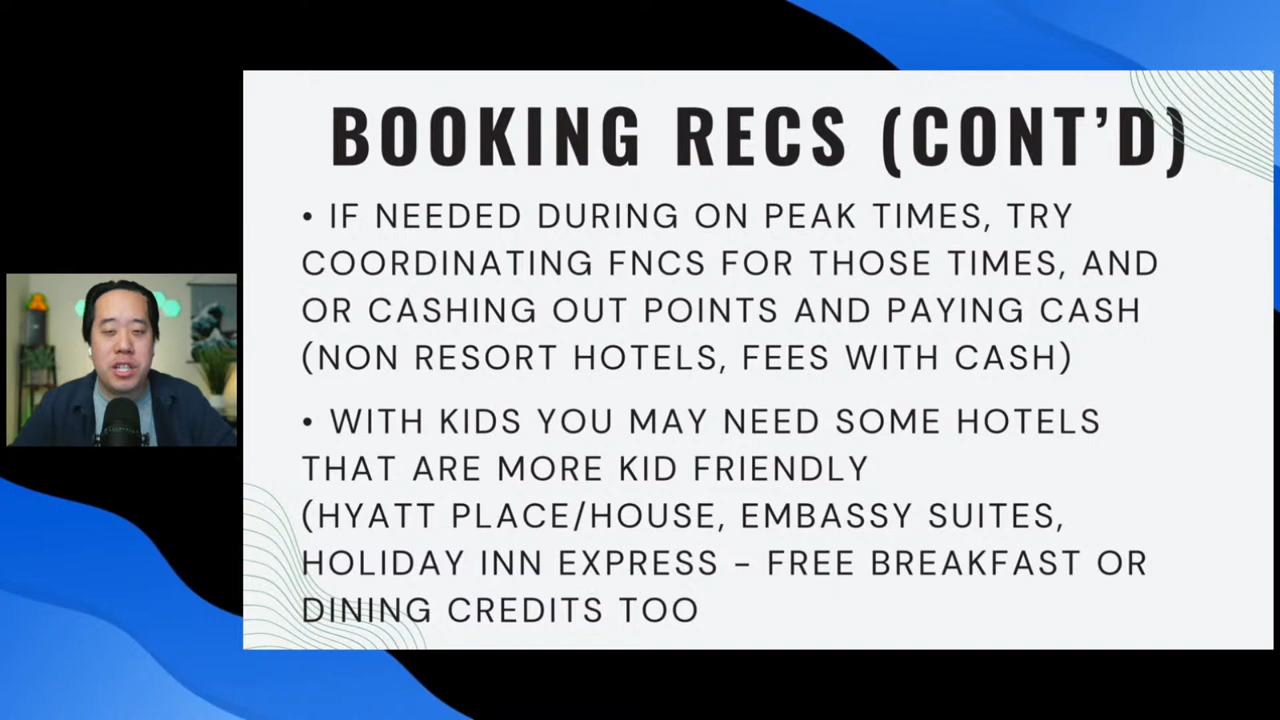 BOOKING RECS (CONT'D)
• IF NEEDED DURING ON PEAK TIMES, TRY
COORDINATING FNCS FOR THOSE TIMES, AND
OR CASHING OUT POINTS AND PAYING CASH
(NON RESORT HOTELS, FEES WITH CASH)
• WITH KIDS YOU MAY NEED SOME HOTELS
THAT ARE MORE KID FRIENDLY
(HYATT PLACE/HOUSE, EMBASSY SUITES,
HOLIDAY INN EXPRESS - FREE BREAKFAST OR
DINING CREDITS TOO